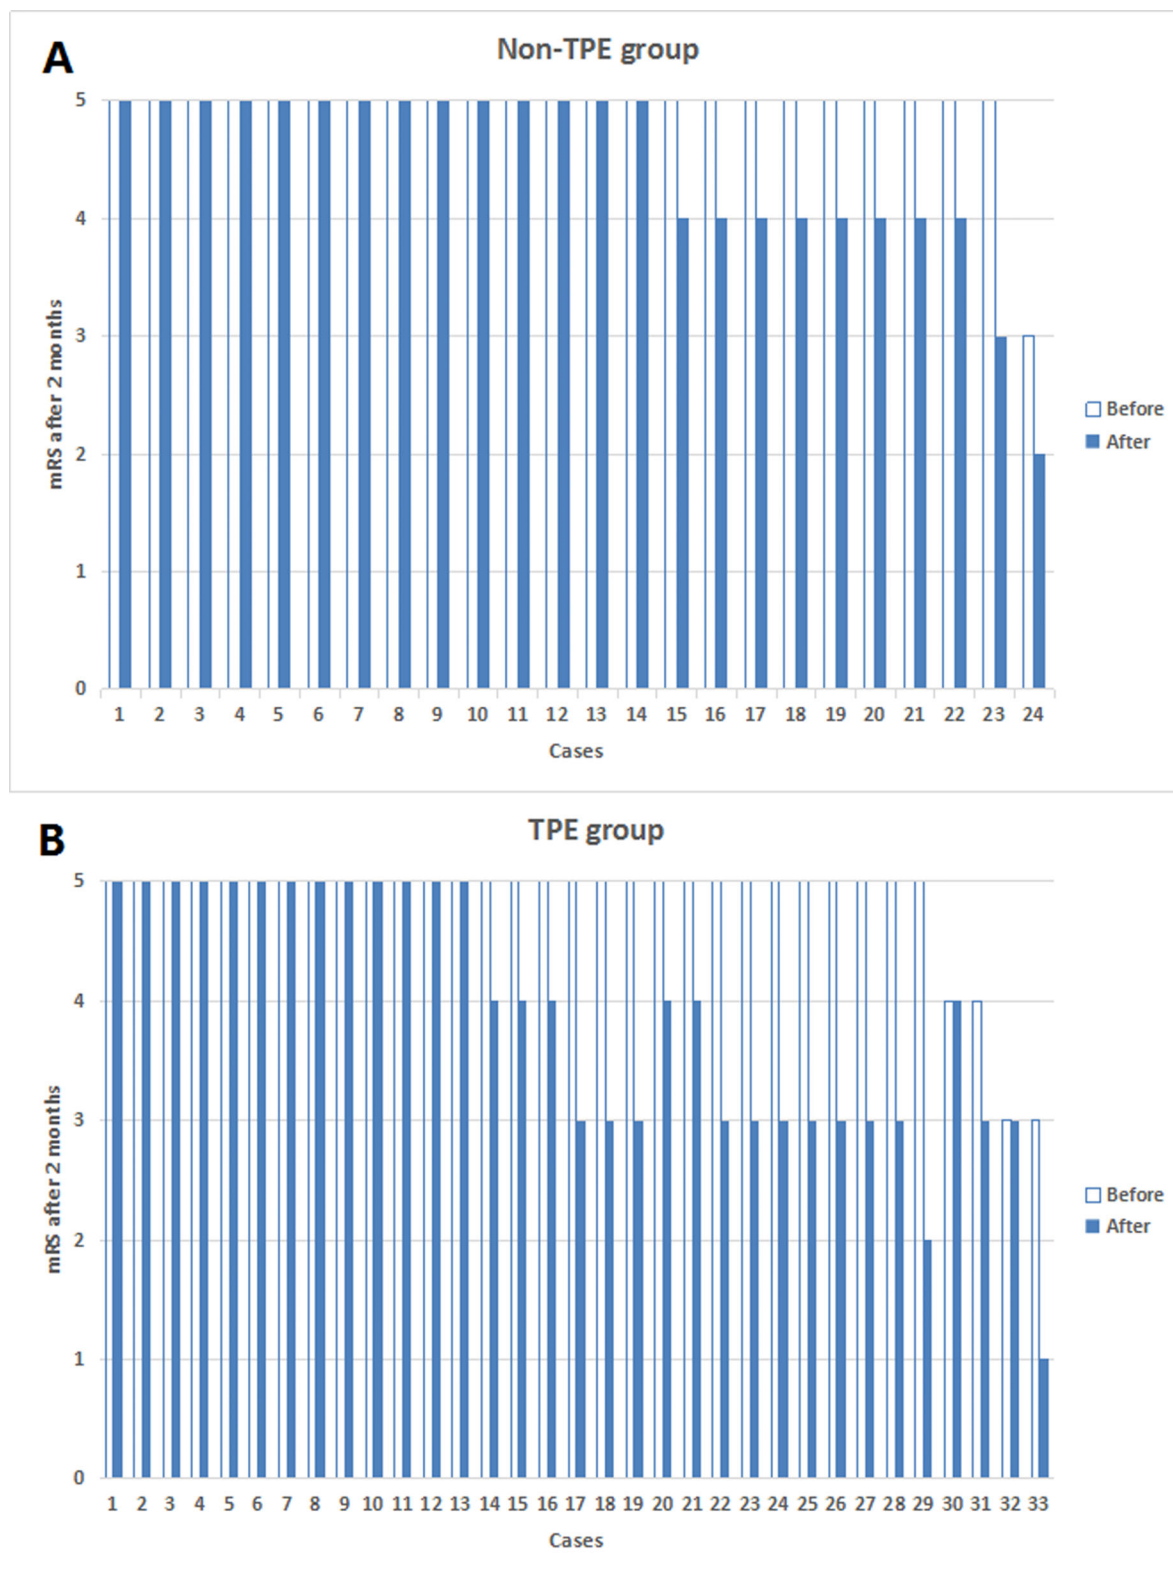 A
Non-TPE group
5
4
3
2
1
0
mRS after 2 months
1 2 3 4 5 6 7 8 9 10 11 12 13 14 15 16 17 18 19 20 21 22 23 24
Cases
Before
After
B
TPE group
5
4
3
2
1
0
mRS after 2 months
1 2 3 4 5 6 7 8 9 10 11 12 13 14 15 16 17 18 19 20 21 22 23 24 25 26 27 28 29 30 31 32 33
Cases
Before
After